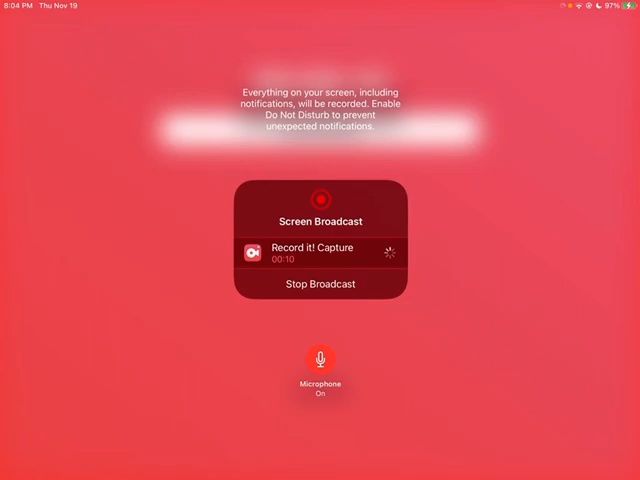 8:04 PM Thu Nov 19
97%
Everything on your screen, including
notifications, will be recorded. Enable
Do Not Disturb to prevent
unexpected notifications.
Screen Broadcast
Record it! Capture
00:10
Stop Broadcast
Microphone
On